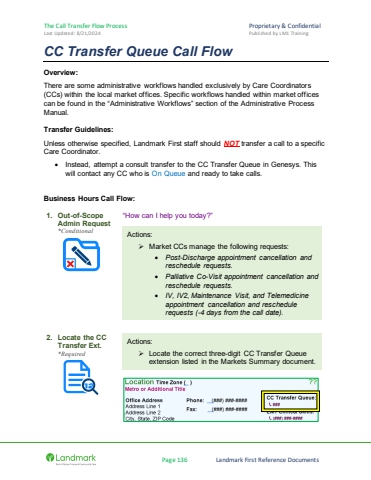 The Call Transfer Flow Process
Proprietary & Confidential
Last updated: 8/21/2024
Published by LML Training
CC Transfer Queue Call Flow
Overview:
There are some administrative workflows handled exclusively by Care Coordinators
(CCs) within the local market offices. Specific workflows handled within market offices
can be found in the “Administrative Workflows” section of the Administrative Process
Manual.
Transfer Guidelines:
Unless otherwise specified, Landmark First staff should NOT transfer a call to a specific
Care Coordinator.
• Instead, attempt a consult transfer to the CC Transfer Queue in Genesys. This
will contact any CC who is On Queue and ready to take calls.
Business Hours Call Flow:
1. Out-of-Scope
Admin Request
*Conditional
“How can I help you today?”
Actions:
➢ Market CCs manage the following requests:
• Post-Discharge appointment cancellation and
reschedule requests.
• Palliative Co-Visit appointment cancellation and
reschedule requests.
• IV, IV2, Maintenance Visit, and Telemedicine
appointment cancellation and reschedule
requests (-4 days from the call date).
2. Locate the CC
Transfer Ext.
*Required
Actions:
➢ Locate the correct three-digit CC Transfer Queue
extension listed in the Markets Summary document.
Location Time Zone (_)
??
Metro or Additional Title
Office Address
Address Line 1
Address Line 2
City, State, ZIP Code
Phone: _(###) ###-####
Fax: _(###) ###-####
CC Transfer Queue:
\ ###
\ (###) ###-####
Landmark
Page 136
Landmark First Reference Documents